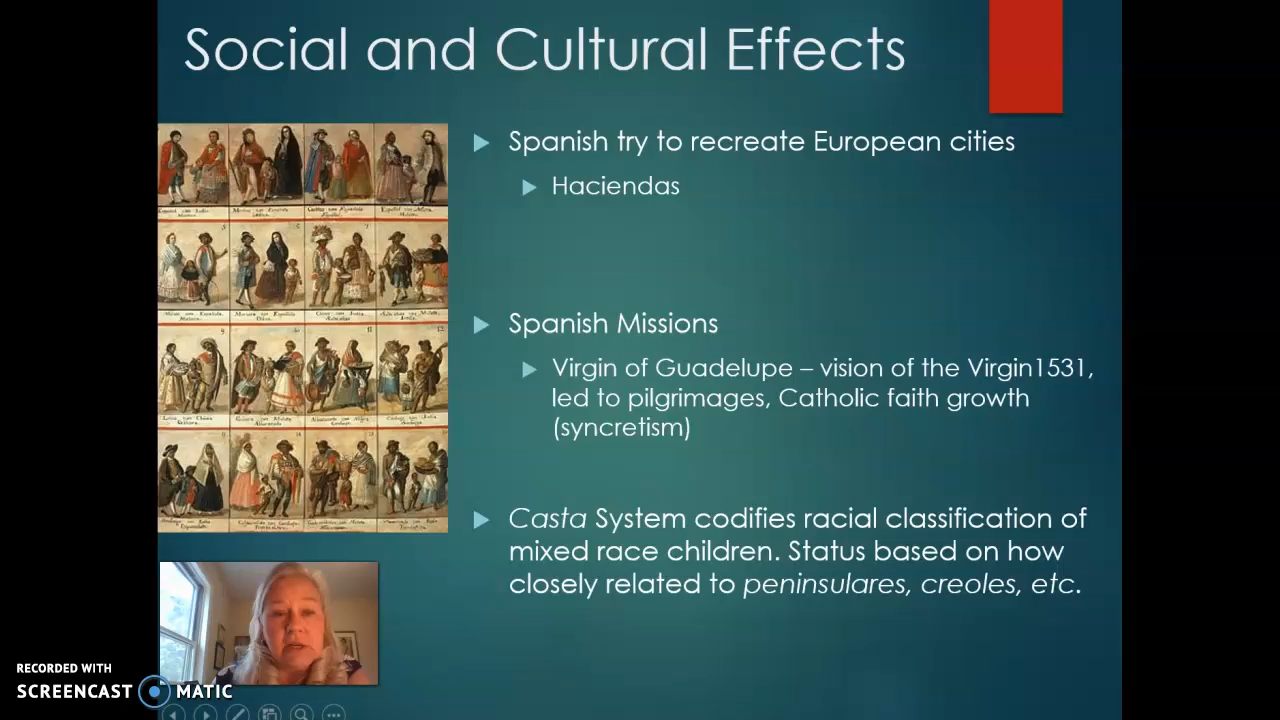 Social and Cultural Effects
Spanish try to recreate European cities
Haciendas
Spanish Missions
Virgin of Guadelupe – vision of the Virgin1531,
led to pilgrimages, Catholic faith growth
(syncretism)
Casta System codifies racial classification of
mixed race children. Status based on how
closely related to peninsulares, creoles, etc.
RECORDED WITH
SCREENCAST MATIC